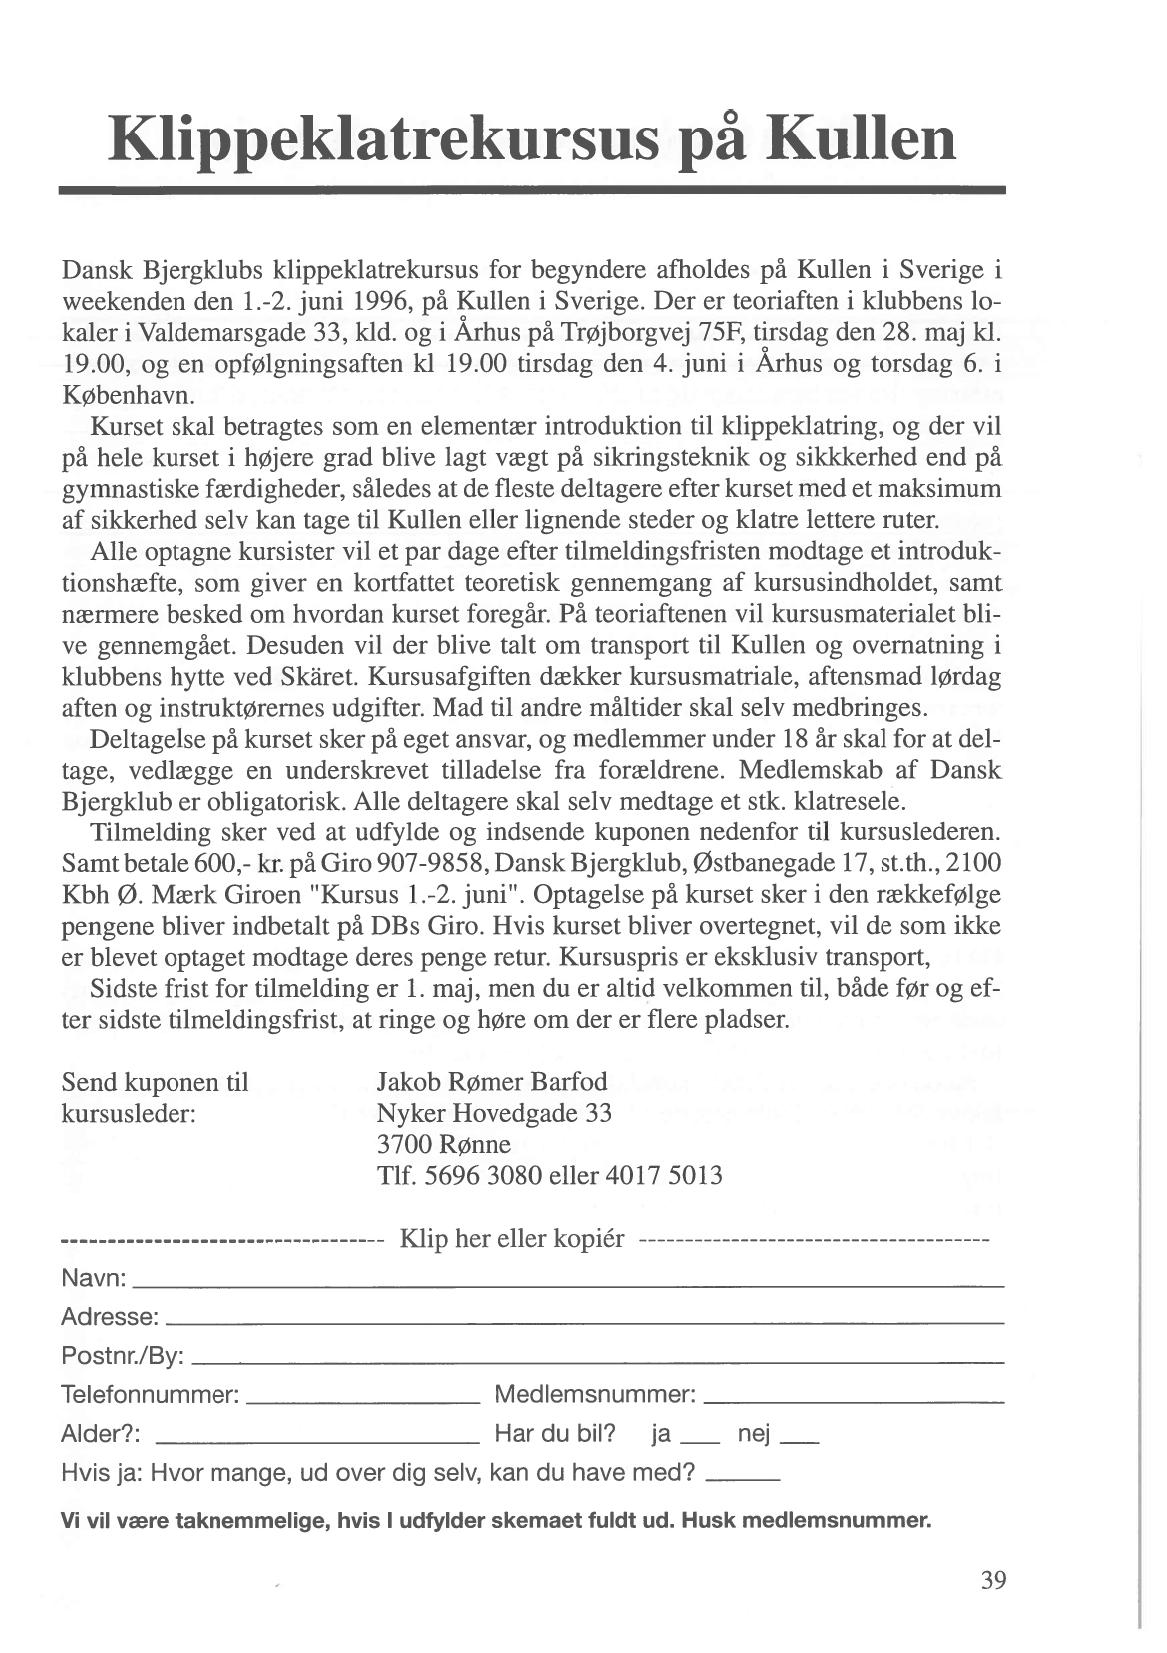 Klippeklatrekursus på Kullen
Dansk Bjergklubs klippeklatrekursus for begyndere afholdes på Kullen i Sverige i
weekenden den 1.-2. juni 1996, på Kullen i Sverige. Der er teoriaften i klubbens lo-
kaler i Valdemarsgade 33, kld. og i Århus på Trøjborgvej 75F, tirsdag den 28. maj kl.
19.00, og en opfølgningsaften kl 19.00 tirsdag den 4. juni i Århus og torsdag 6. i
København.
Kurset skal betragtes som en elementær introduktion til klippeklatring, og der vil
på hele kurset i højere grad blive lagt vægt på sikringsteknik og sikkkerhed end på
gymnastiske færdigheder, således at de fleste deltagere efter kurset med et maksimum
af sikkerhed selv kan tage til Kullen eller lignende steder og klatre lettere ruter.
Alle optagne kursister vil et par dage efter tilmeldingsfristen modtage et introduk-
tionshæfte, som giver en kortfattet teoretisk gennemgang af kursusindholdet, samt
nærmere besked om hvordan kurset foregår. På teoriaftenen vil kursusmaterialet bli-
ve gennemgået. Desuden vil der blive talt om transport til Kullen og overnatning i
klubbens hytte ved Skäret. Kursusafgiften dækker kursusmatriale, aftensmad lørdag
aften og instruktørernes udgifter. Mad til andre måltider skal selv medbringes.
Deltagelse på kurset sker på eget ansvar, og medlemmer under 18 år skal for at del-
tage, vedlægge en underskrevet tilladelse fra forældrene. Medlemskab af Dansk
Bjergklub er obligatorisk. Alle deltagere skal selv medtage et stk. klatresele.
Tilmelding sker ved at udfylde og indsende kuponen nedenfor til kursuslederen.
Samt betale 600,- kr. på Giro 907-9858, Dansk Bjergklub, Østbanegade 17, st.th., 2100
Kbh Ø. Mærk Giroen "Kursus 1.-2. juni". Optagelse på kurset sker i den rækkefølge
pengene bliver indbetalt på DBs Giro. Hvis kurset bliver overtegnet, vil de som ikke
er blevet optaget modtage deres penge retur. Kursuspris er eksklusiv transport,
Sidste frist for tilmelding er 1. maj, men du er altid velkommen til, både før og ef-
ter sidste tilmeldingsfrist, at ringe og høre om der er flere pladser.
Send kuponen til Jakob Rømer Barfod
kursusleder: Nyker Hovedgade 33
3700 Rønne
Tlf. 5696 3080 eller 4017 5013
----------------------------------- Klip her eller kopiér --------------------------------------
Navn: ____________________
Adresse: ____________________
Postnr./By: ____________________
Telefonnummer: __________ Medlemsnummer: __________
Alder?: __________ Har du bil? ja ___ nej ___
Hvis ja: Hvor mange, ud over dig selv, kan du have med? _____
Vi vil være taknemmelige, hvis I udfylder skemaet fuldt ud. Husk medlemsnummer.
39